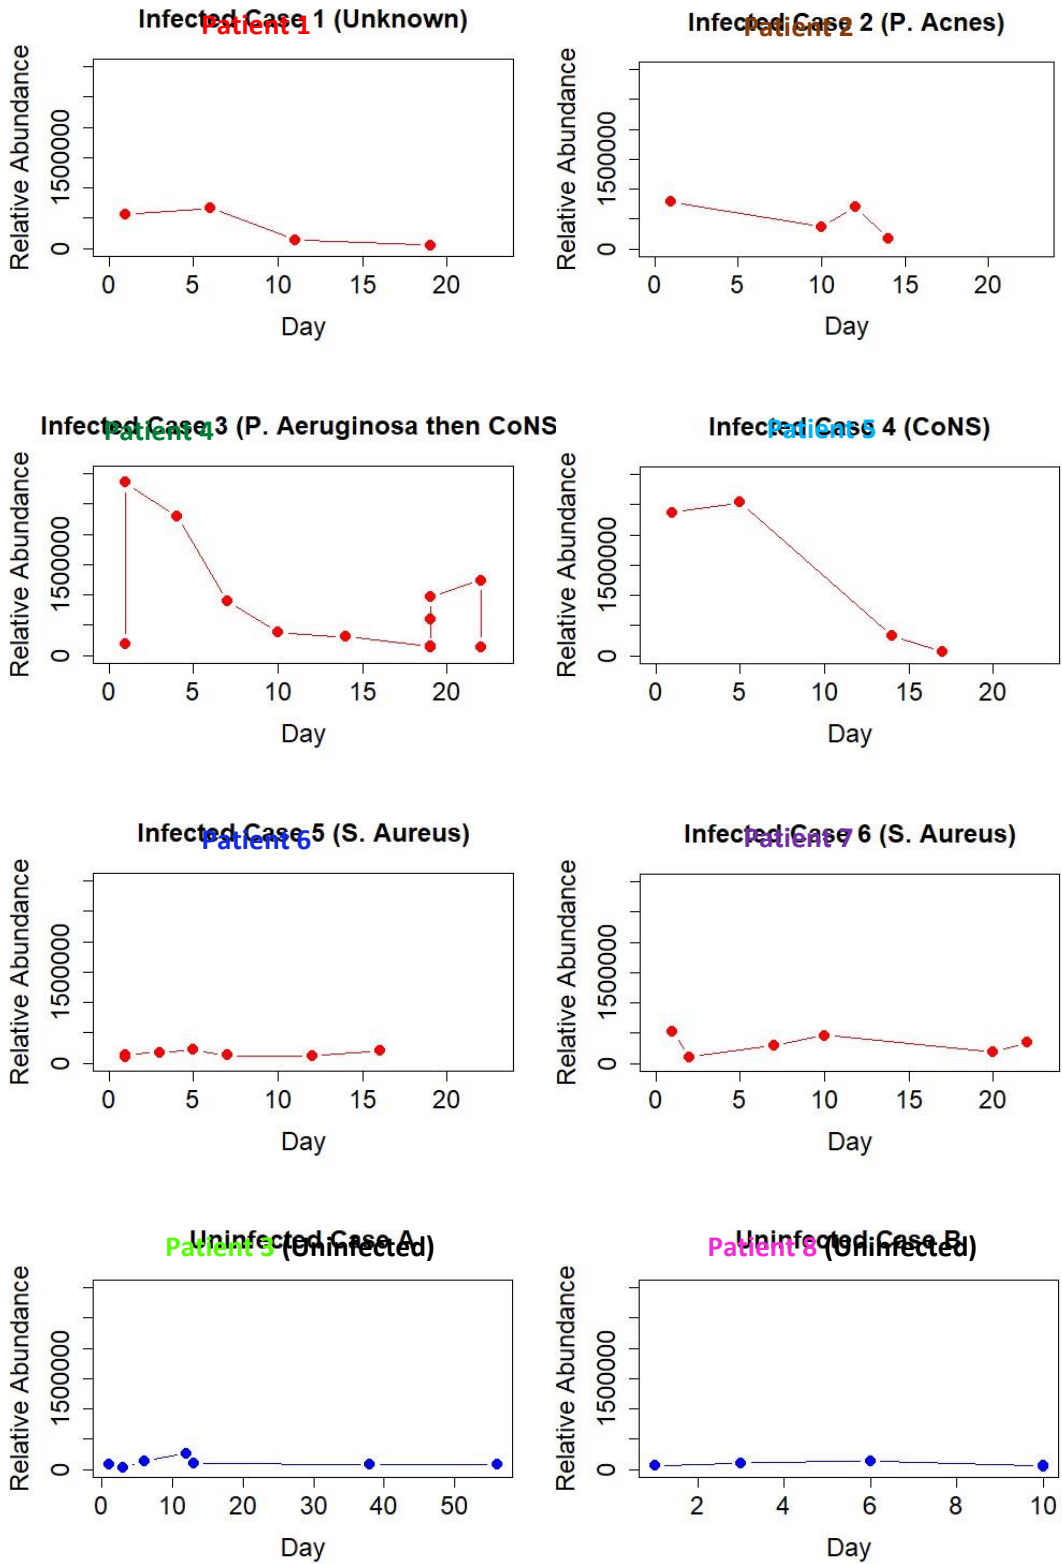 Infected Case 1 (Unknown)
Patient 1
Relative Abundance
1500000
0
0 5 10 15 20
Day
Infected Case 2 (P. Acnes)
Patient 2
Relative Abundance
1500000
0
0 5 10 15 20
Day
Infected Case 3 (P. Aeruginosa then CoNS
Patient 4
Relative Abundance
1500000
0
0 5 10 15 20
Day
Infected Case 4 (CoNS)
Patient 5
Relative Abundance
1500000
0
0 5 10 15 20
Day
Infected Case 5 (S. Aureus)
Patient 6
Relative Abundance
1500000
0
0 5 10 15 20
Day
Infected Case 6 (S. Aureus)
Patient 7
Relative Abundance
1500000
0
0 5 10 15 20
Day
Uninfected Case A
Patient 3 (Uninfected)
Relative Abundance
1500000
0
0 10 20 30 40 50
Day
Uninfected Case B
Patient 8 (Uninfected)
Relative Abundance
1500000
0
2 4 6 8 10
Day